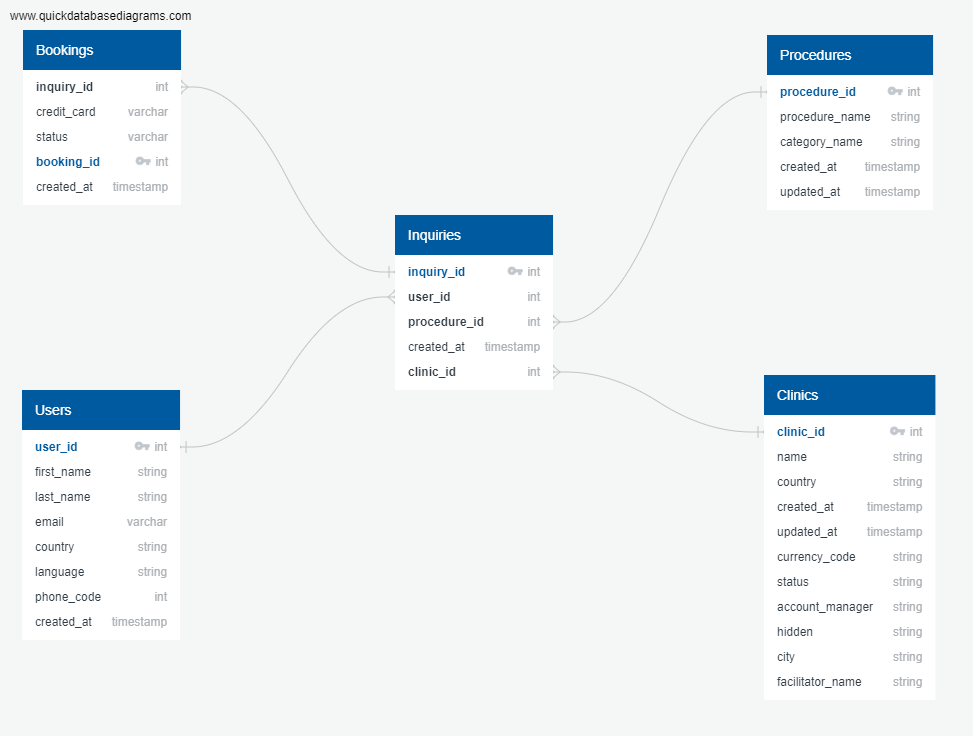 www.quickdatabasediagrams.com
Bookings
inquiry_id int
credit_card varchar
status varchar
booking_id int
created_at timestamp
Procedures
procedure_id int
procedure_name string
category_name string
created_at timestamp
updated_at timestamp
Inquiries
inquiry_id int
user_id int
procedure_id int
created_at timestamp
clinic_id int
Users
user_id int
first_name string
last_name string
email varchar
country string
language string
phone_code int
created_at timestamp
Clinics
clinic_id int
name string
country string
created_at timestamp
updated_at timestamp
currency_code string
status string
account_manager string
hidden string
city string
facilitator_name string